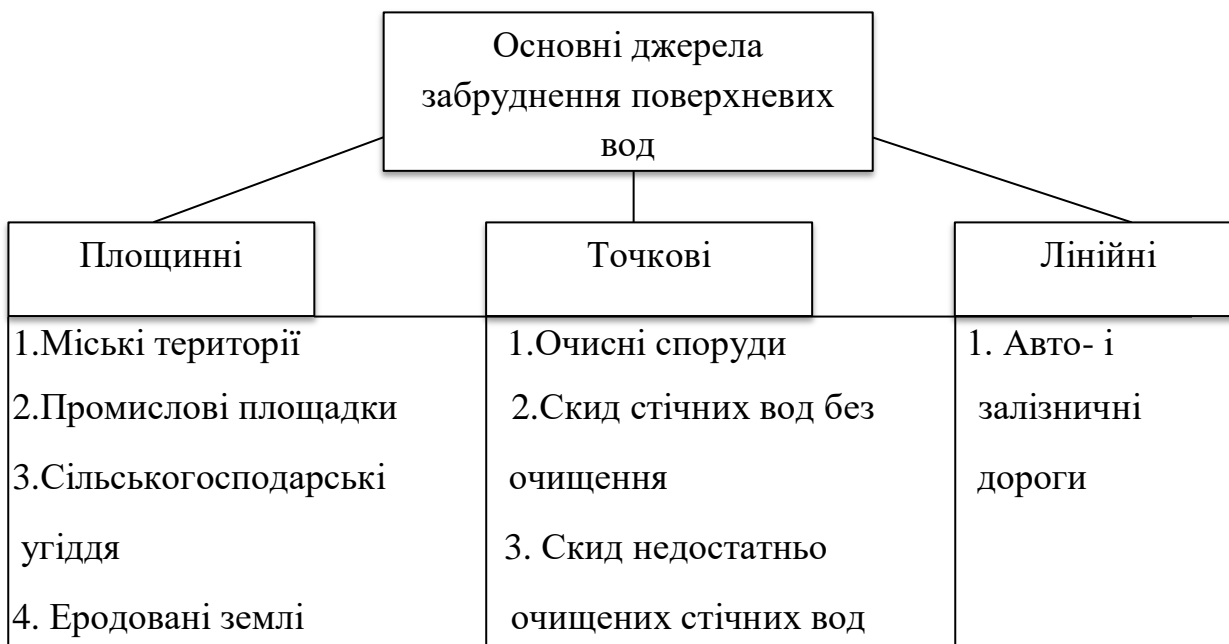 Основні джерела
забруднення поверхневих
вод
Площинні
1.Міські території
2.Промислові площадки
3.Сільськогосподарські
угіддя
4. Еродовані землі
Точкові
1.Очисні споруди
2.Скид стічних вод без
очищення
3. Скид недостатньо
очищених стічних вод
Лінійні
1. Авто- і
залізничні
дороги